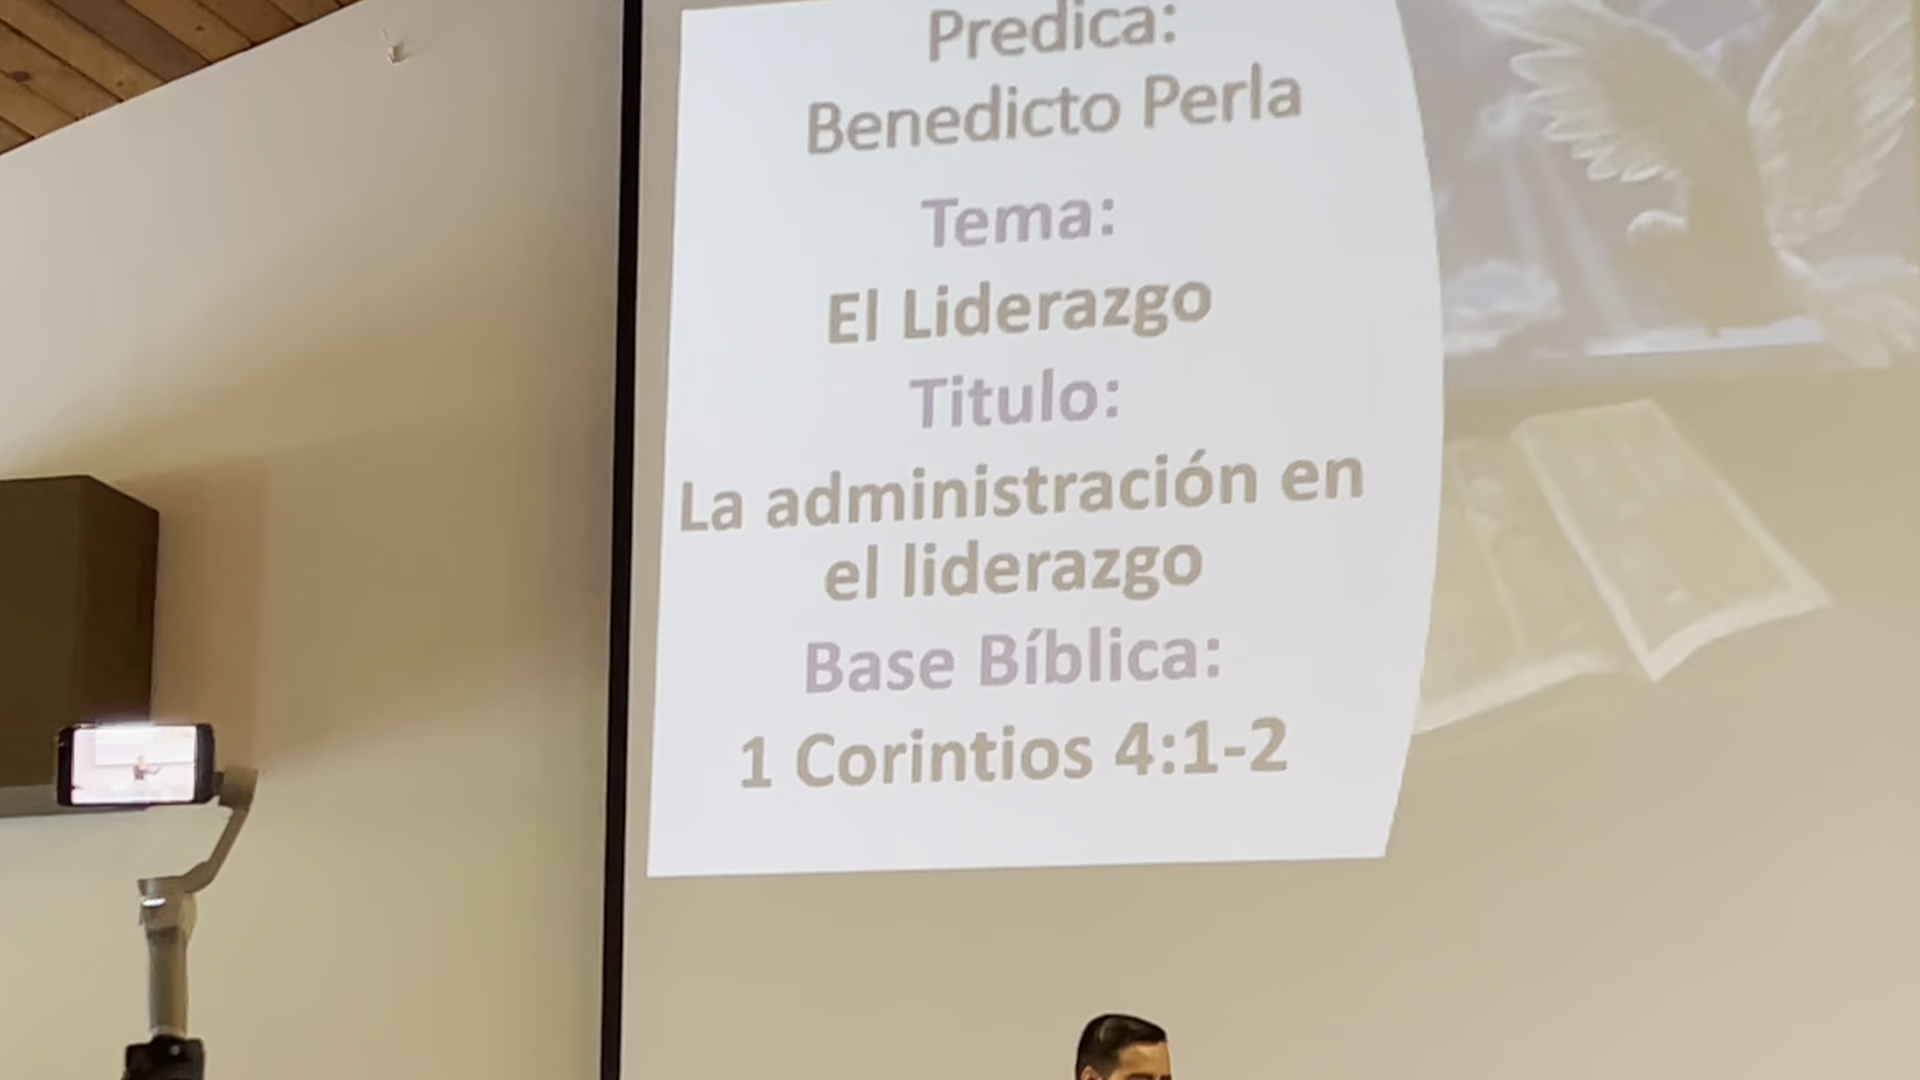 Predica:
Benedicto Perla
Tema:
El Liderazgo
Titulo:
La administración en
el liderazgo
Base Bíblica:
1 Corintios 4:1-2